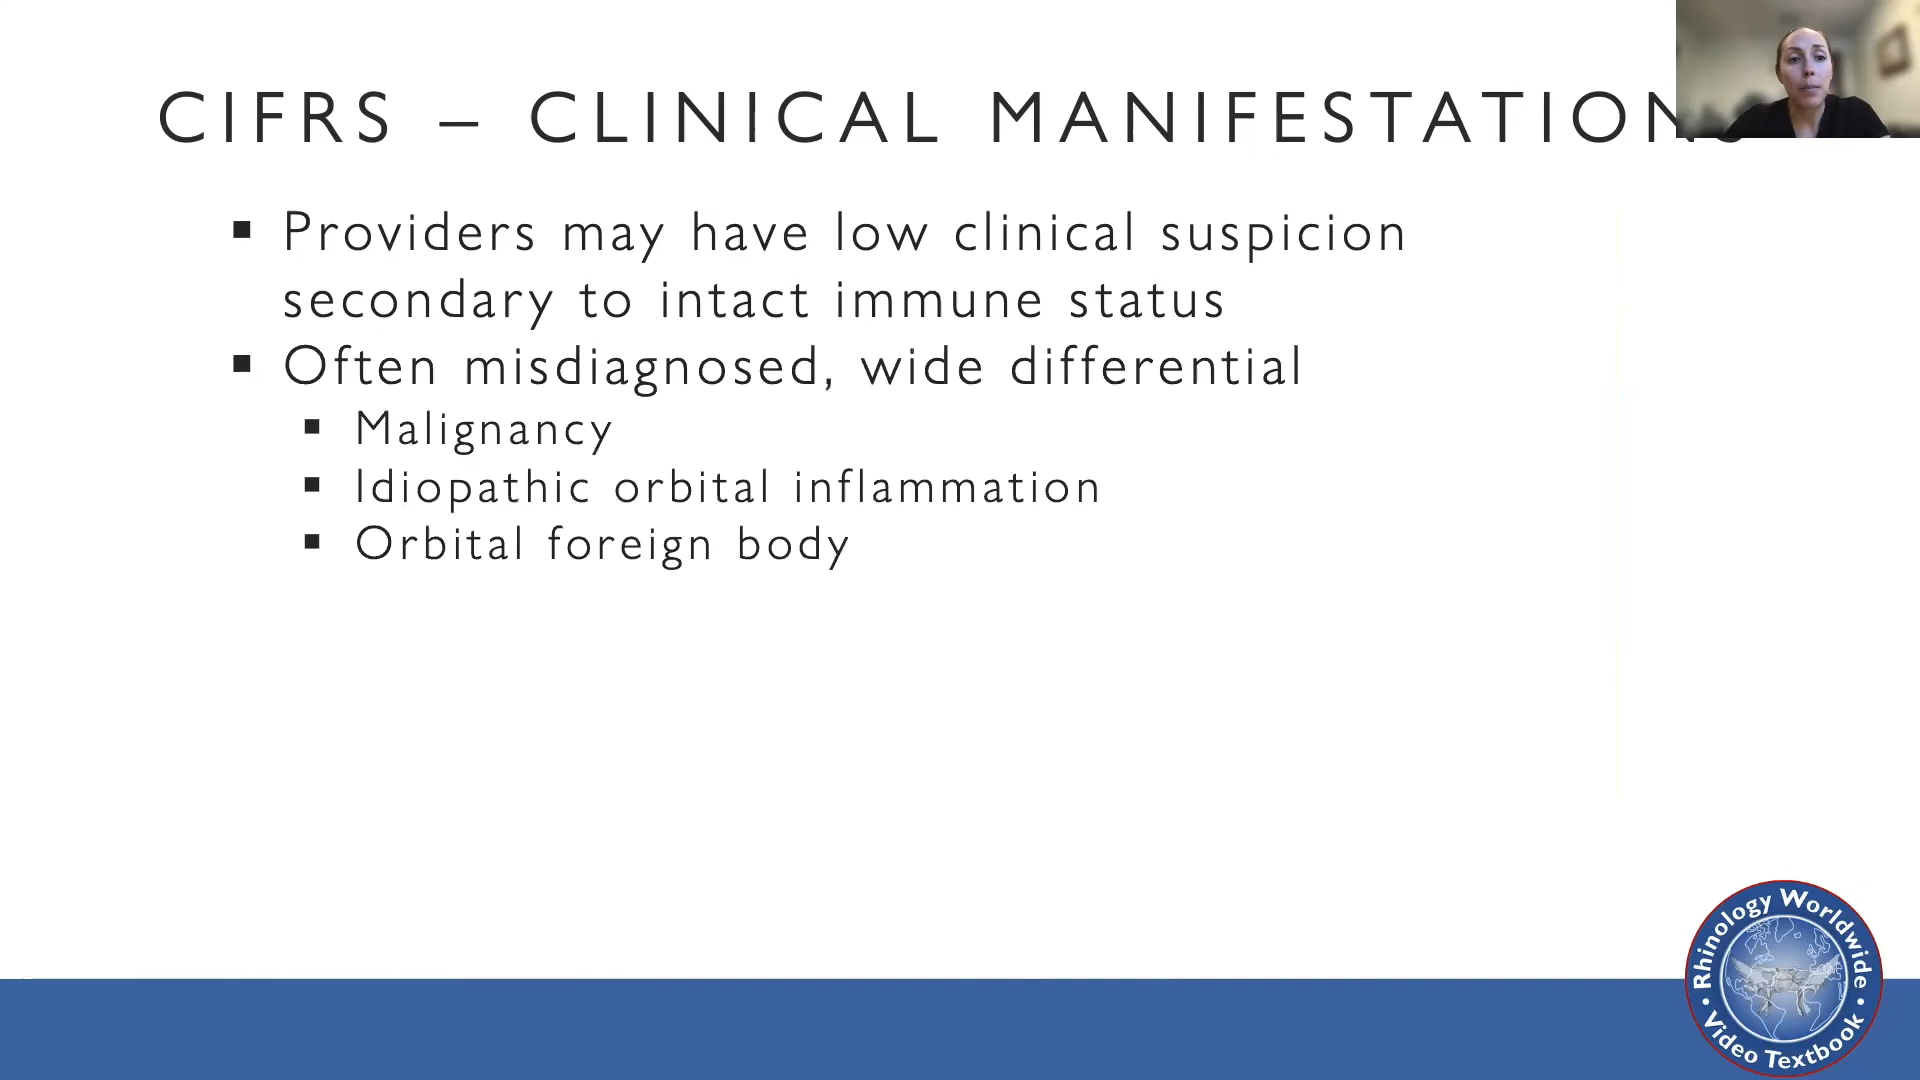 CIFRS – CLINICAL MANIFESTATIONS
Providers may have low clinical suspicion
secondary to intact immune status
Often misdiagnosed, wide differential
Malignancy
Idiopathic orbital inflammation
Orbital foreign body
Rhinology Worldwide
Video Textbook